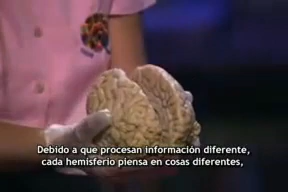 Debido a que procesan información diferente,
cada hemisferio piensa en cosas diferentes,